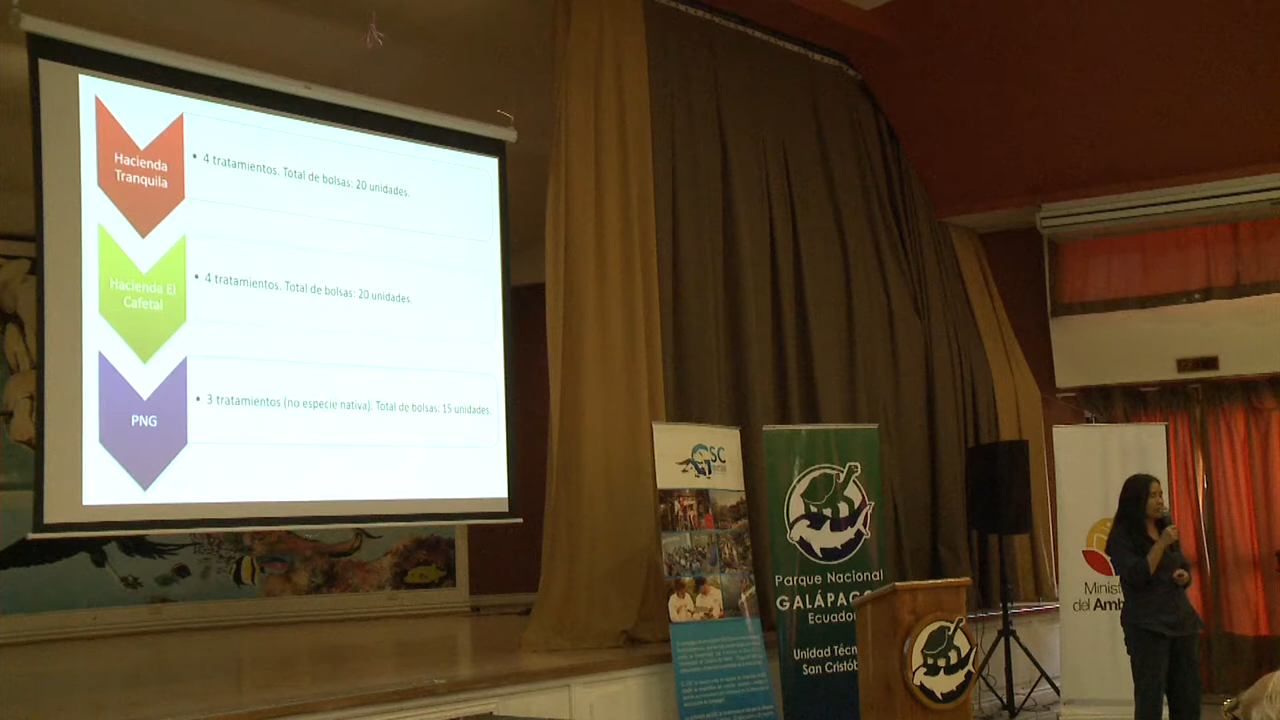 Hacienda
Tranquila
• 4 tratamientos. Total de bolsas: 20 unidades.
Hacienda El
Cafetal
• 4 tratamientos. Total de bolsas: 20 unidades.
PNG
• 3 tratamientos (no especie nativa). Total de bolsas: 15 unidades.
GSC
Parque Nacional
GALÁPAGO
Ecuador
Unidad Técn
San Cristób
Minist
del Amb